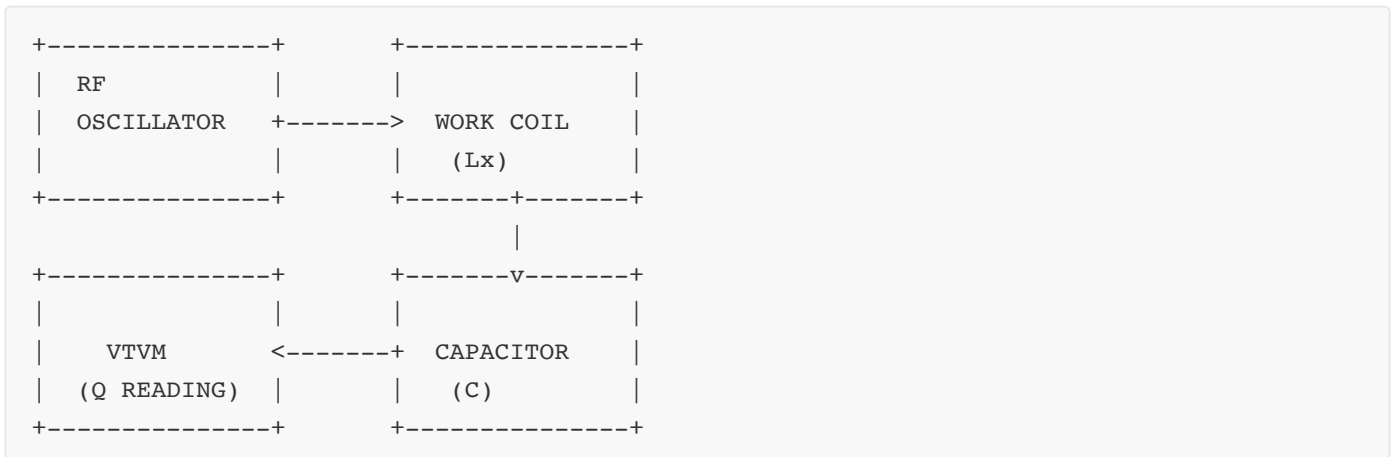 RF
OSCILLATOR
WORK COIL
(Lx)
VTVM
(Q READING)
CAPACITOR
(C)